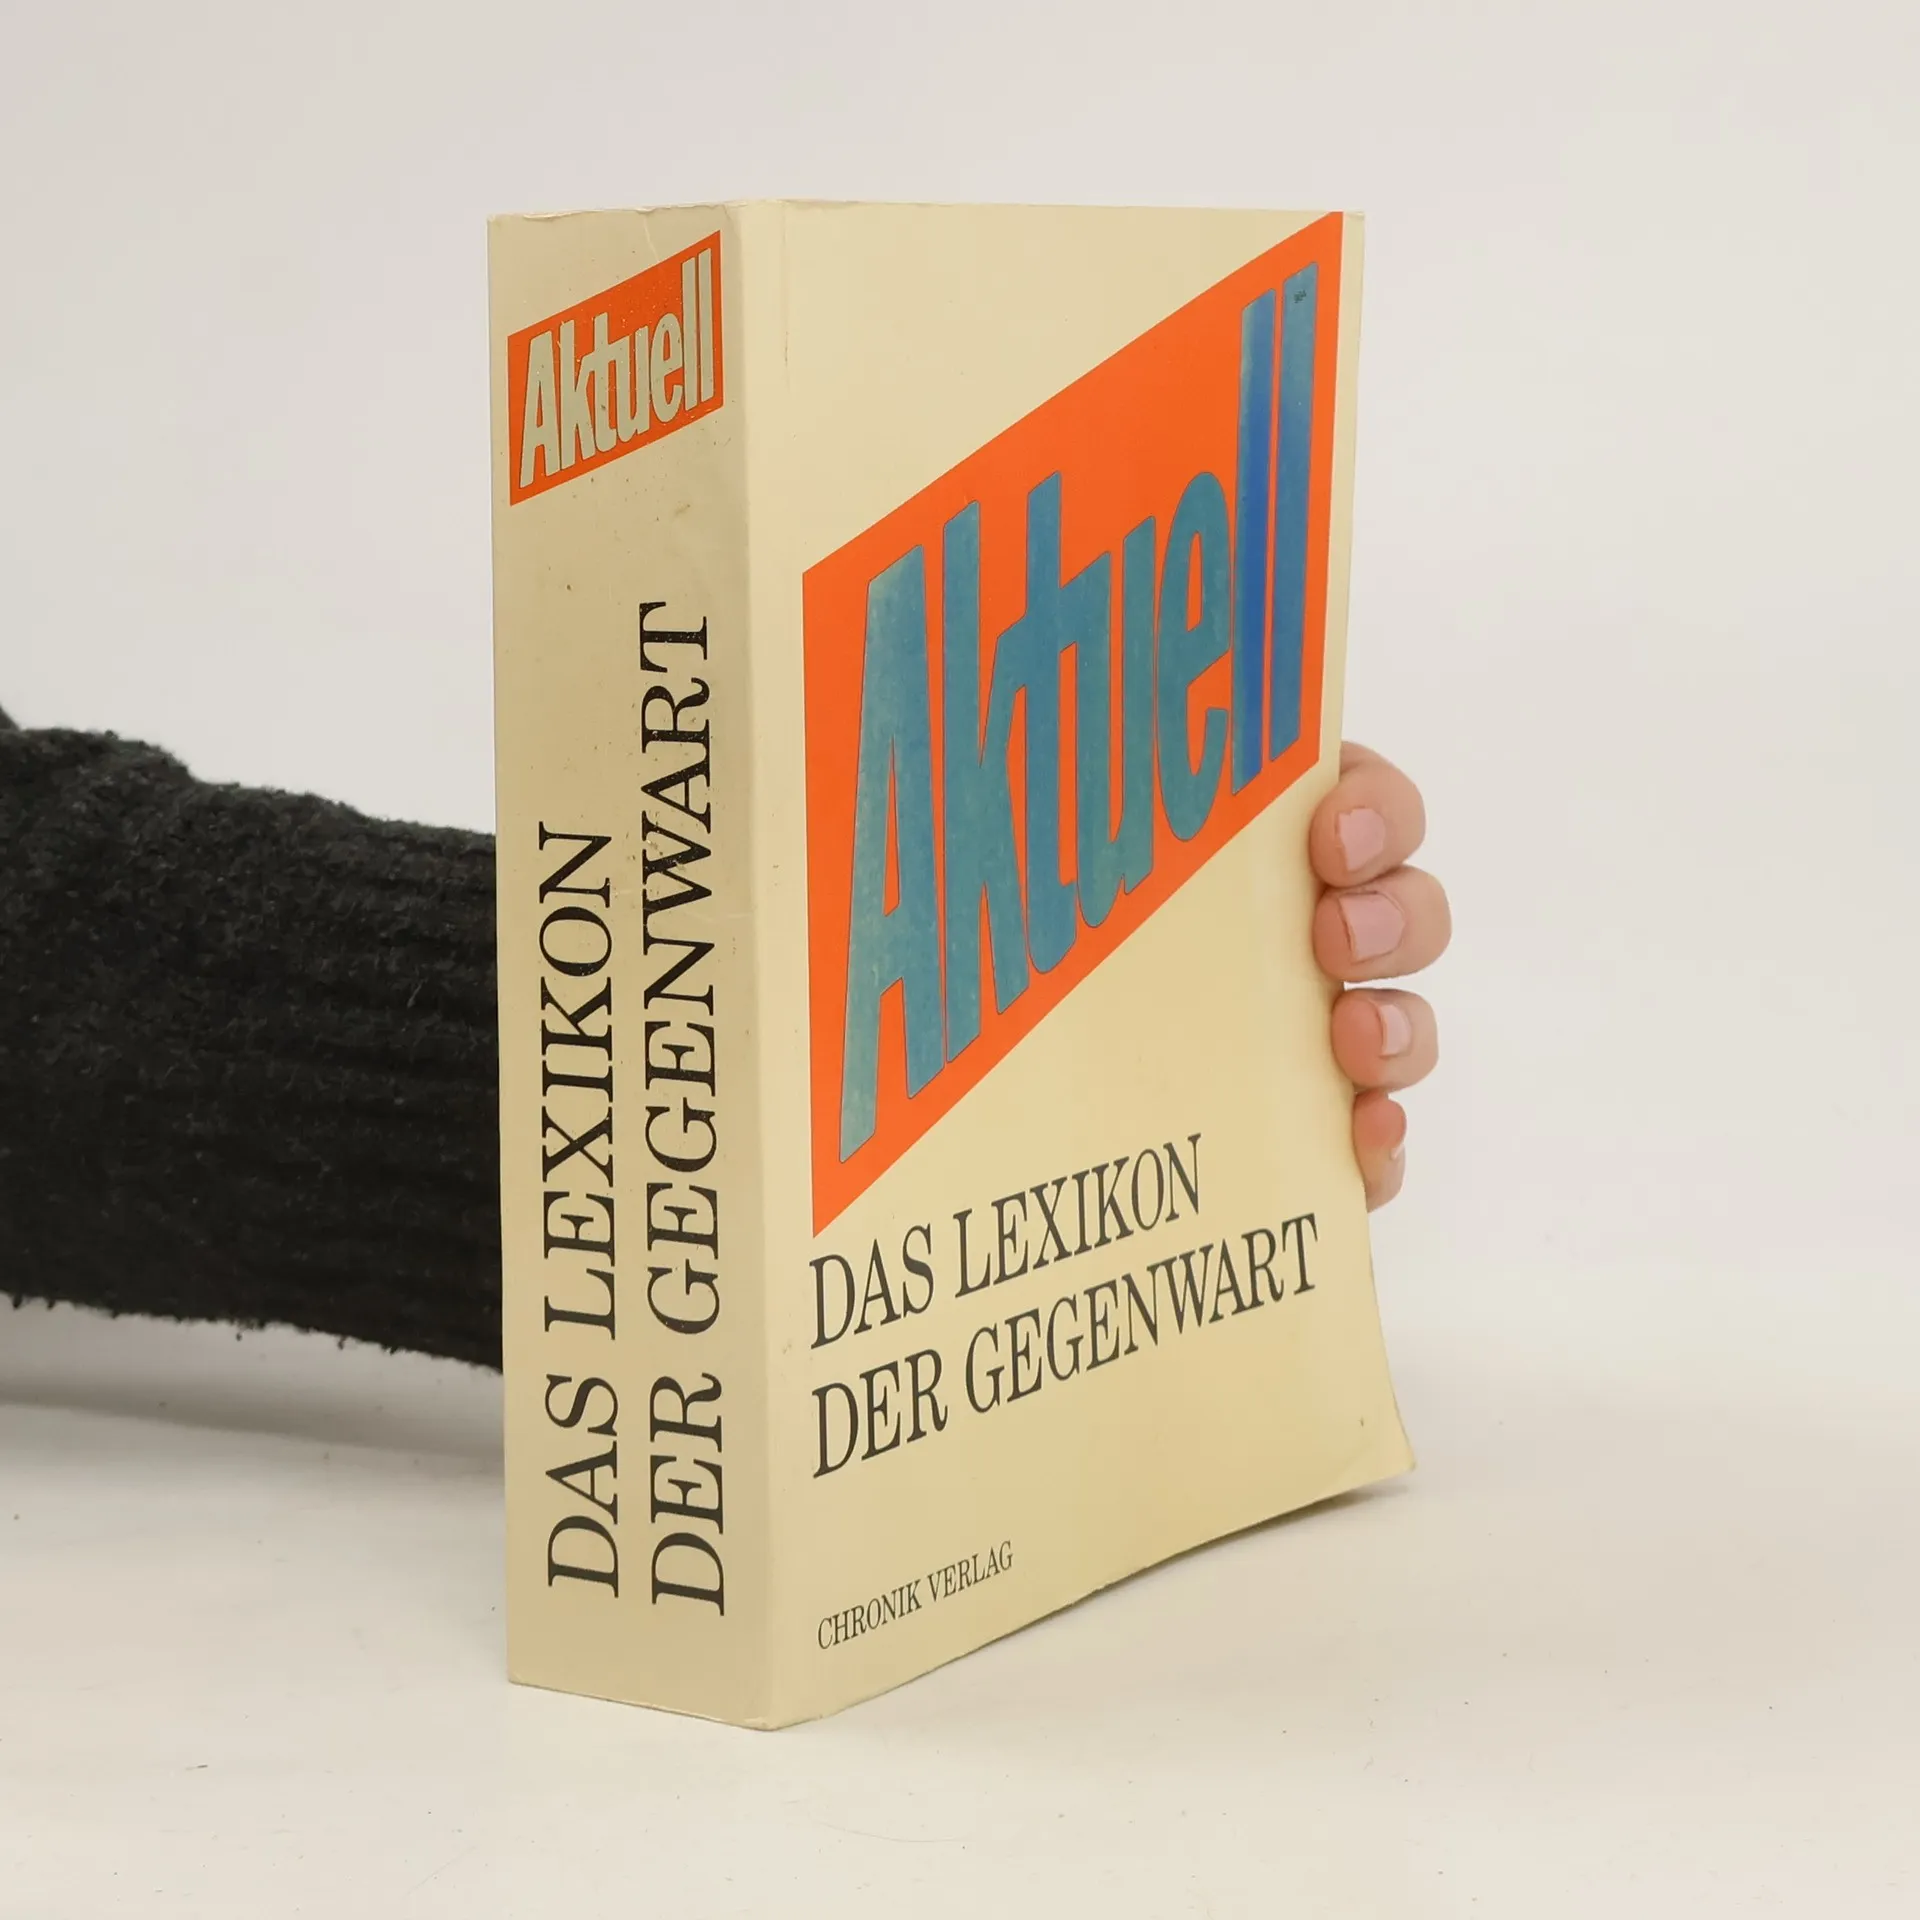 Aktuell
DAS LEXIKON
DER GEGENWART
Aktuell
DAS LEXIKON
DER GEGENWART
CHRONIK VERLAG